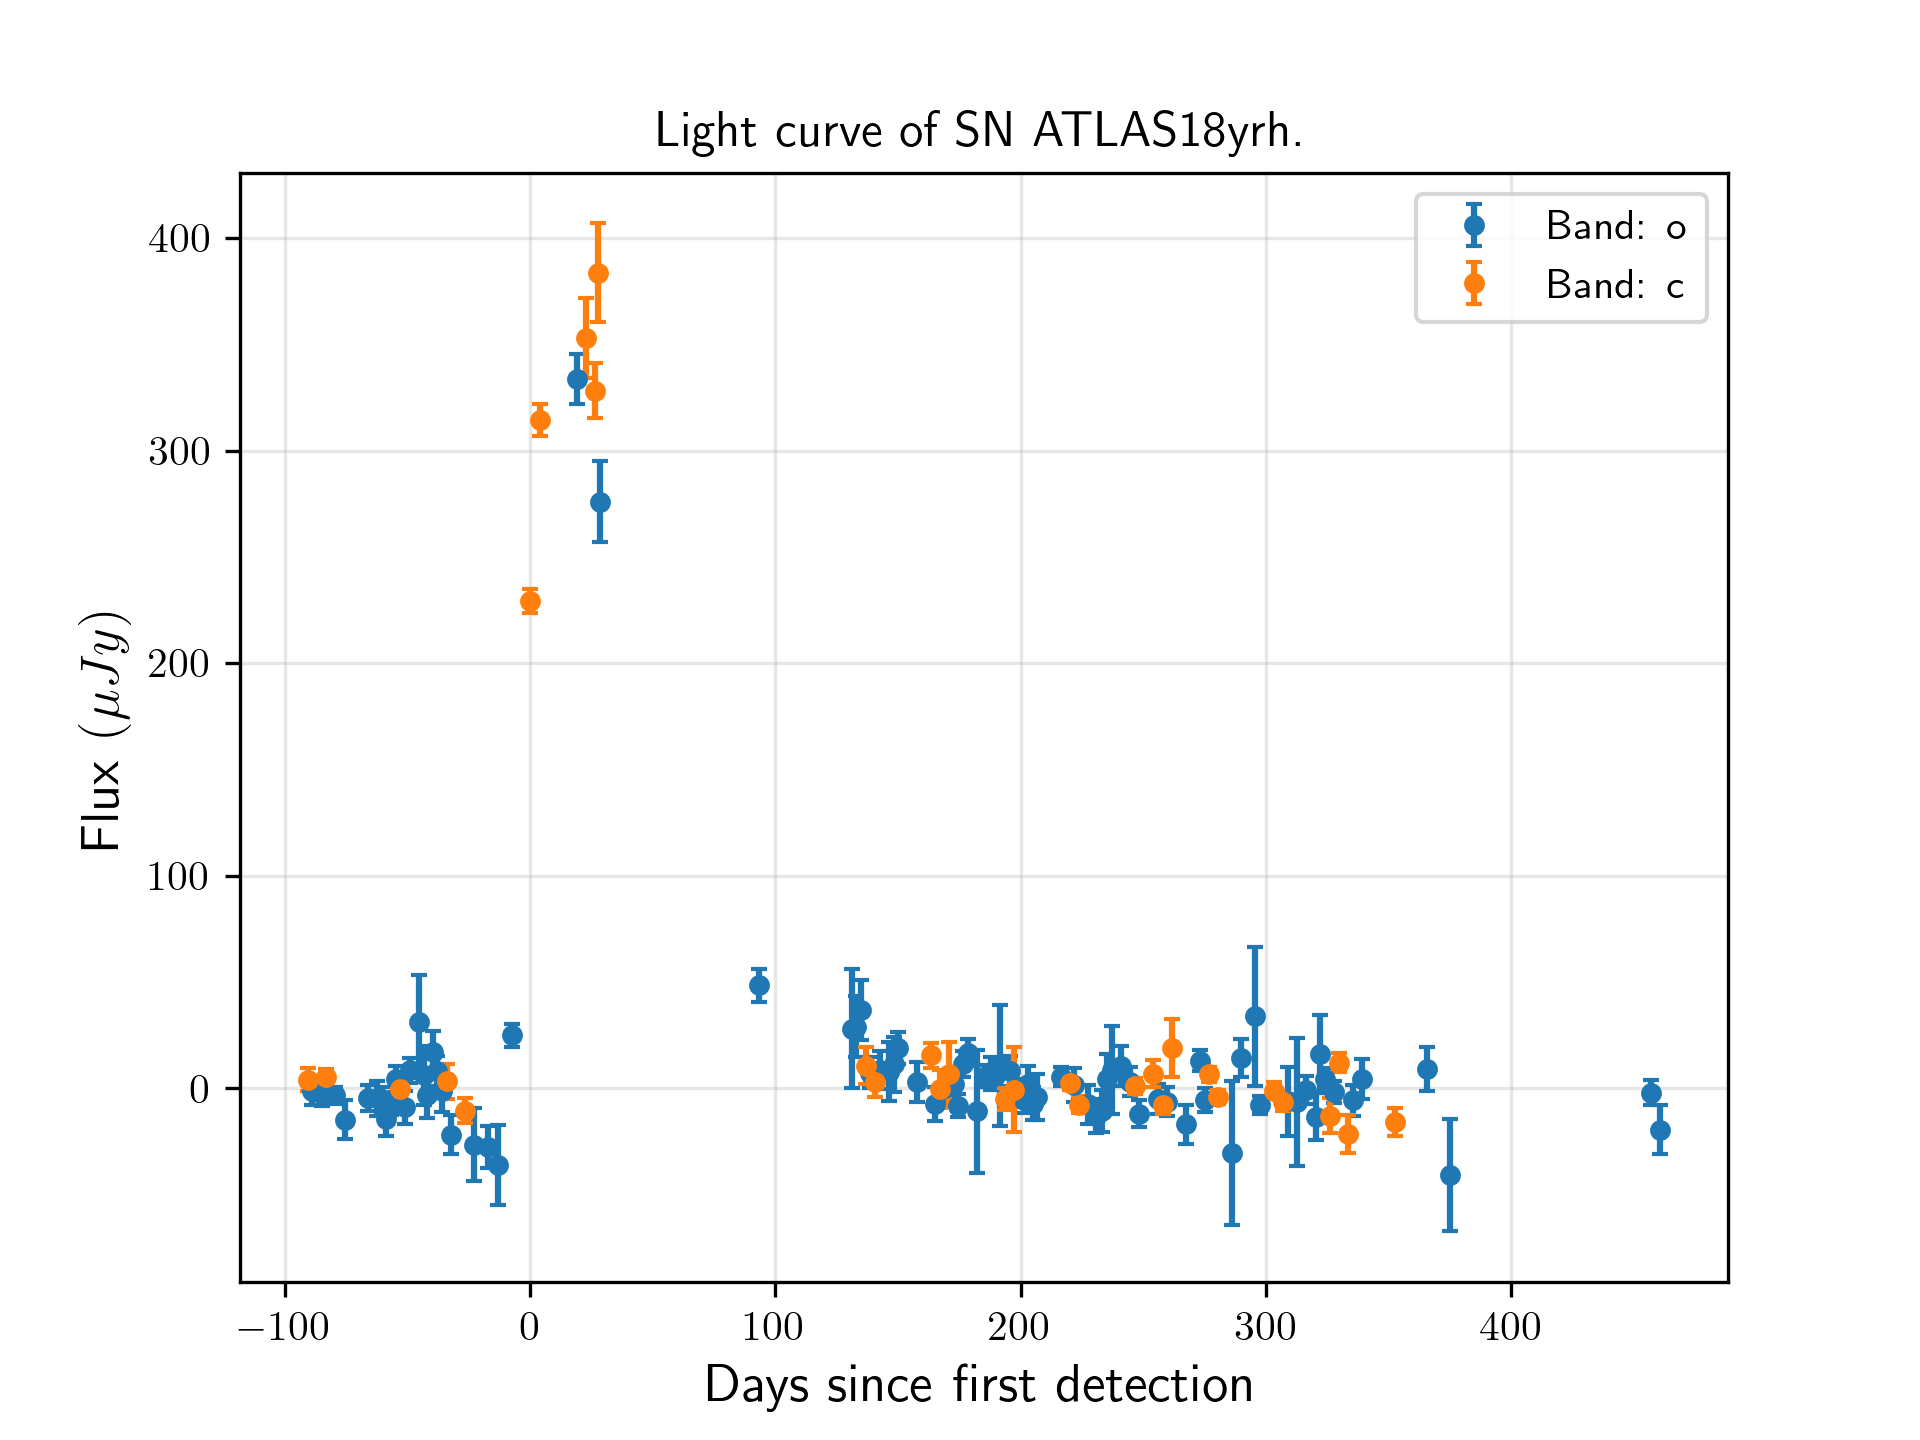 Light curve of SN ATLAS18yrh.
Band: o
Band: c
400
300
200
100
0
Flux (μJy)
−100 0 100 200 300 400
Days since first detection